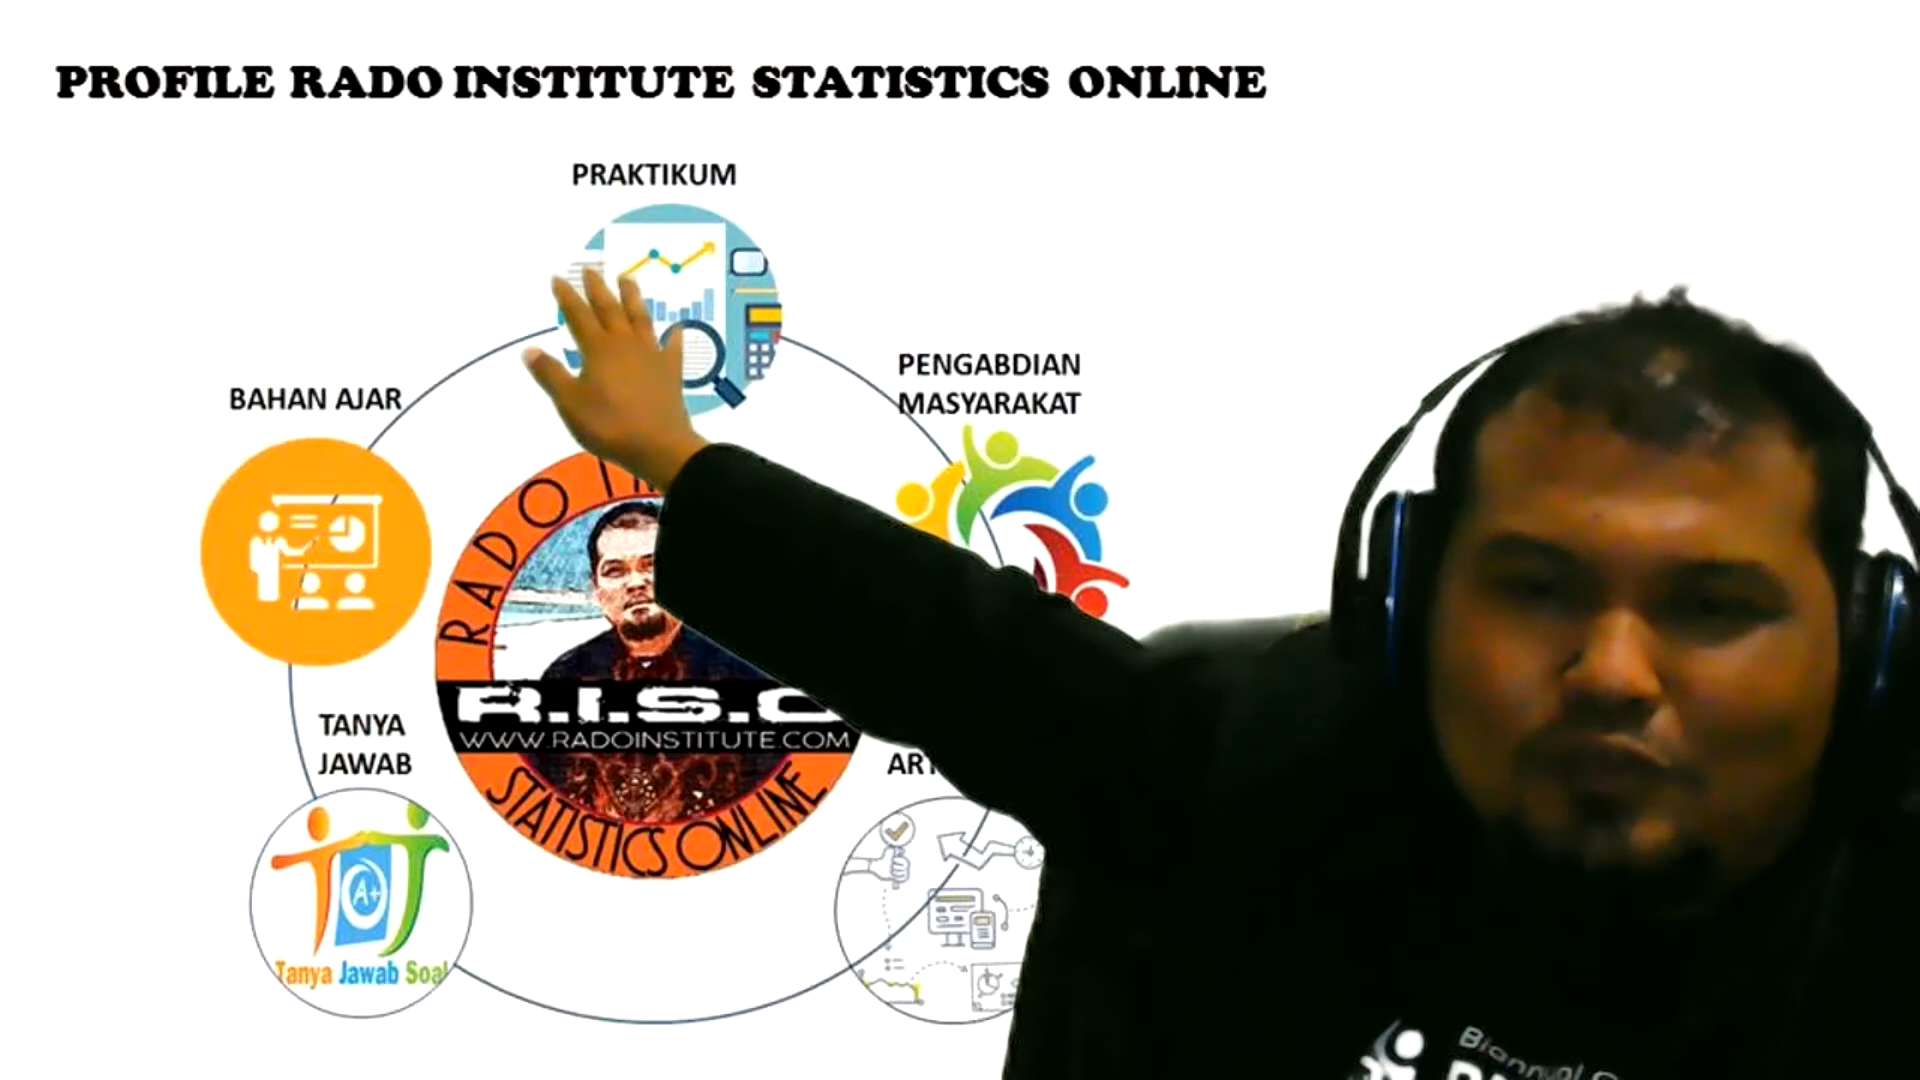 PROFILE RADO INSTITUTE STATISTICS ONLINE
PRAKTIKUM
PENGABDIAN
MASYARAKAT
BAHAN AJAR
RADO
R.I.S.
WWW.RADOINSTITUTE.COM
STATISTICS ONLINE
TANYA
JAWAB
A+
Tanya Jawab Soal
Biannual